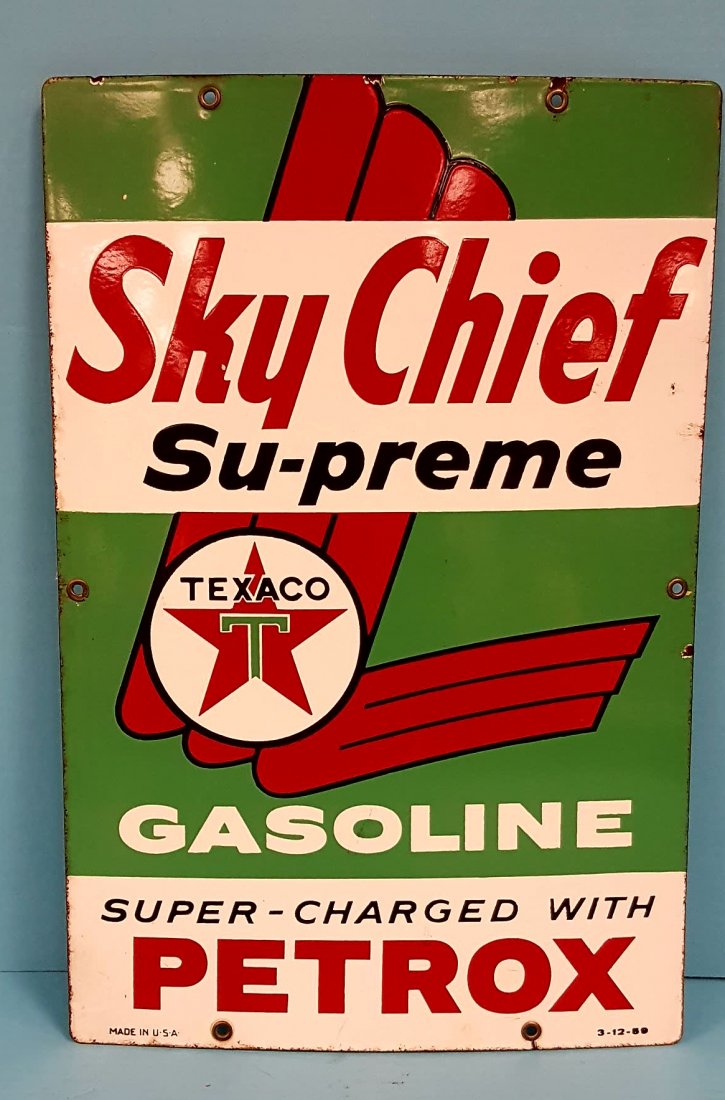 Sky Chief
Su-preme
TEXACO
T
GASOLINE
SUPER-CHARGED WITH
PETROX
MADE IN U·S·A·
3-12-59